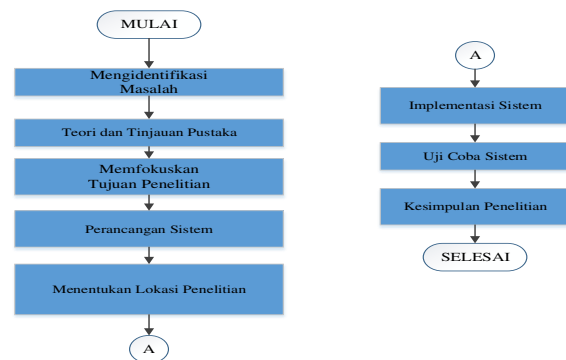 MULAI
Mengidentifikasi
Masalah
Teori dan Tinjauan Pustaka
Memfokuskan
Tujuan Penelitian
Perancangan Sistem
Menentukan Lokasi Penelitian
A
A
Implementasi Sistem
Uji Coba Sistem
Kesimpulan Penelitian
SELESAI